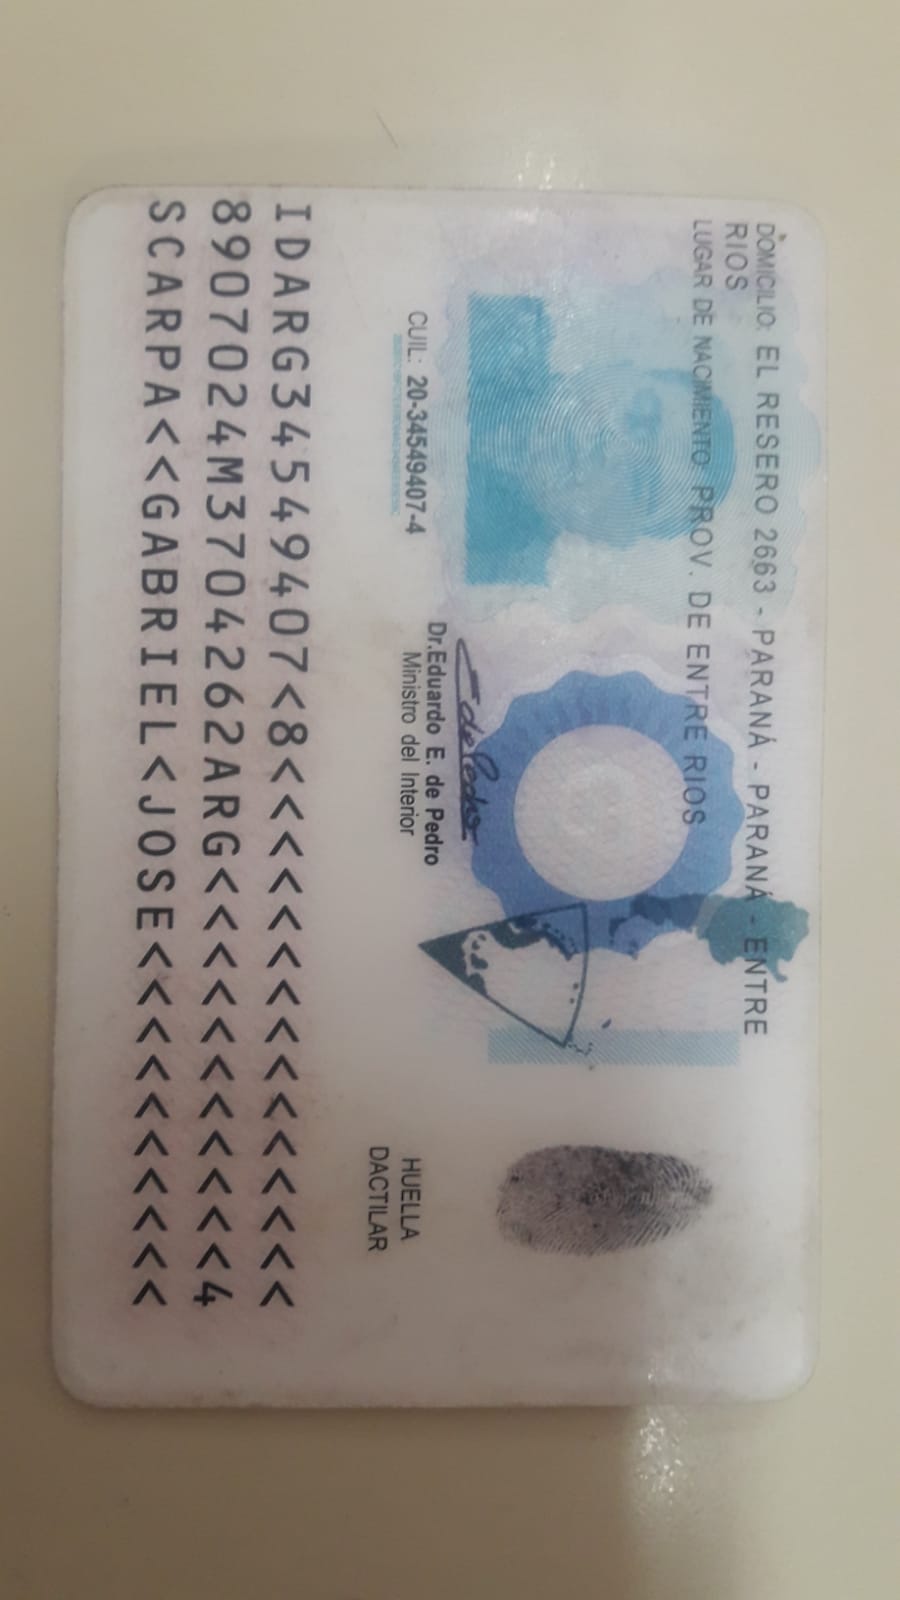 DOMICILIO: EL RESERO 2663 - PARANÁ - PARANÁ - ENTRE
RIOS
LUGAR DE NACIMIENTO PROV. DE ENTRE RIOS
CUIL: 20-34549407-4
Dr.Eduardo E. de Pedro
Ministro del Interior
HUELLA
DACTILAR
IDARG34549407<8<<<<<<<<<<<<<<<
8907024M3704262ARG<<<<<<<<<<<4
SCARPA<<GABRIEL<JOSE<<<<<<<<<<